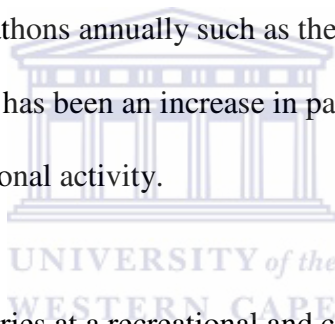 athons annually such as the
has been an increase in pa
onal activity.
UNIVERSITY of the
ries at a recreational and c
WESTERN CAPE